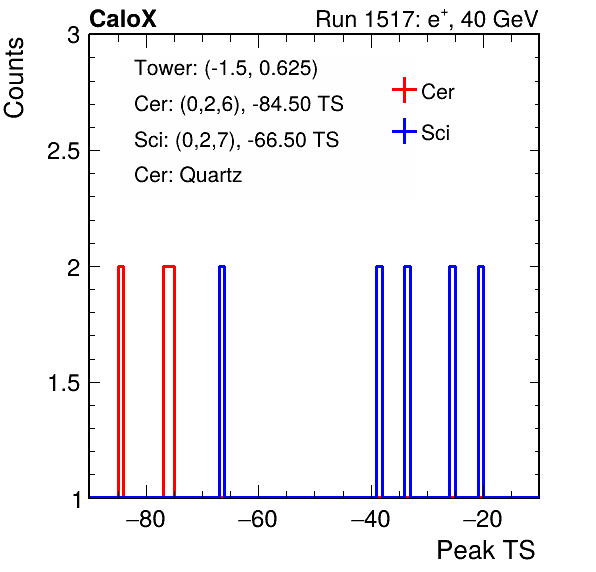 CaloX Run 1517: e⁺, 40 GeV
Counts
Tower: (-1.5, 0.625)
Cer: (0,2,6), -84.50 TS
Sci: (0,2,7), -66.50 TS
Cer: Quartz
Cer
Sci
3
2.5
2
1.5
1
−80 −60 −40 −20
Peak TS